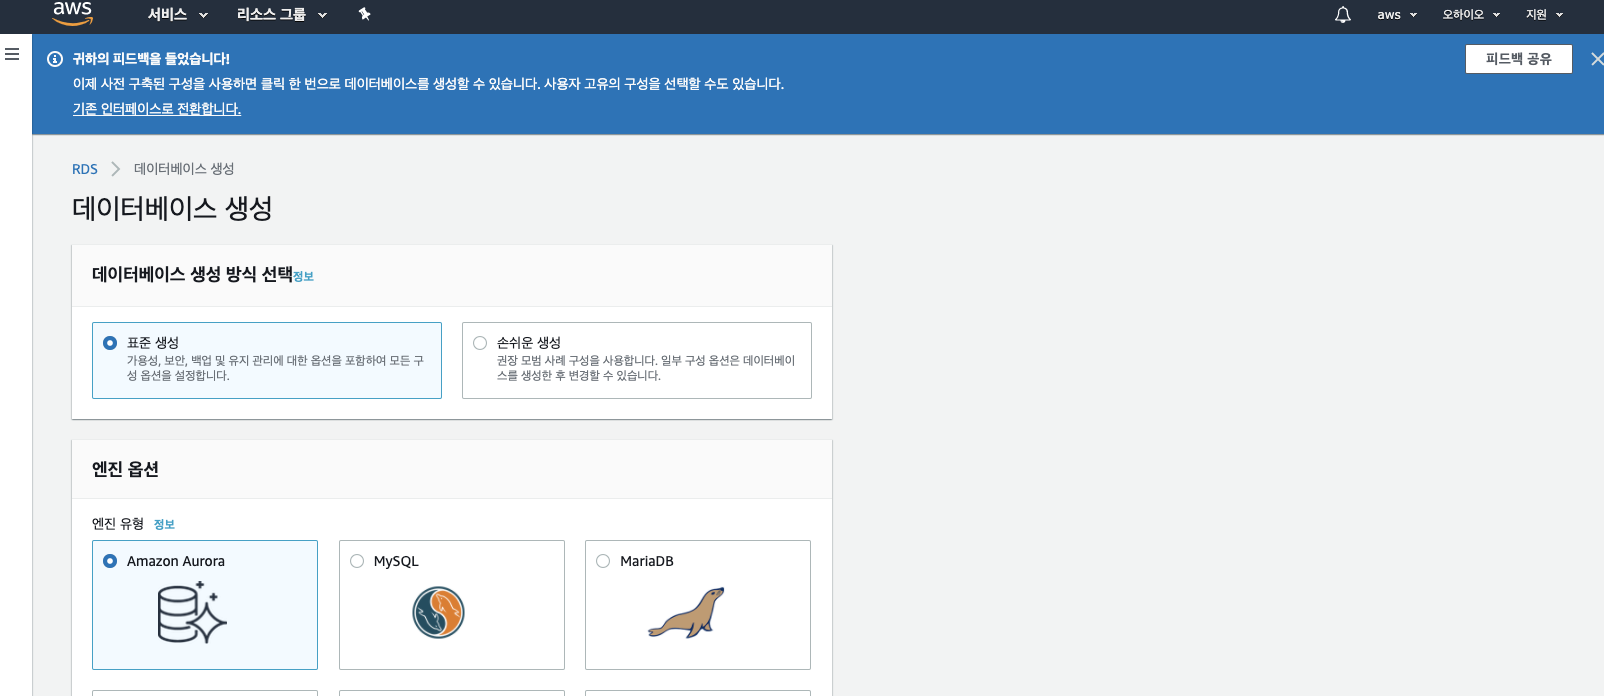 aws
서비스
리소스 그룹
aws
오하이오
지원
귀하의 피드백을 들었습니다!
이제 사전 구축된 구성을 사용하면 클릭 한 번으로 데이터베이스를 생성할 수 있습니다. 사용자 고유의 구성을 선택할 수도 있습니다.
기존 인터페이스로 전환합니다.
피드백 공유
RDS
데이터베이스 생성
데이터베이스 생성
데이터베이스 생성 방식 선택정보
표준 생성
가용성, 보안, 백업 및 유지 관리에 대한 옵션을 포함하여 모든 구
성 옵션을 설정합니다.
손쉬운 생성
권장 모범 사례 구성을 사용합니다. 일부 구성 옵션은 데이터베이
스를 생성한 후 변경할 수 있습니다.
엔진 옵션
엔진 유형 정보
Amazon Aurora
MySQL
MariaDB